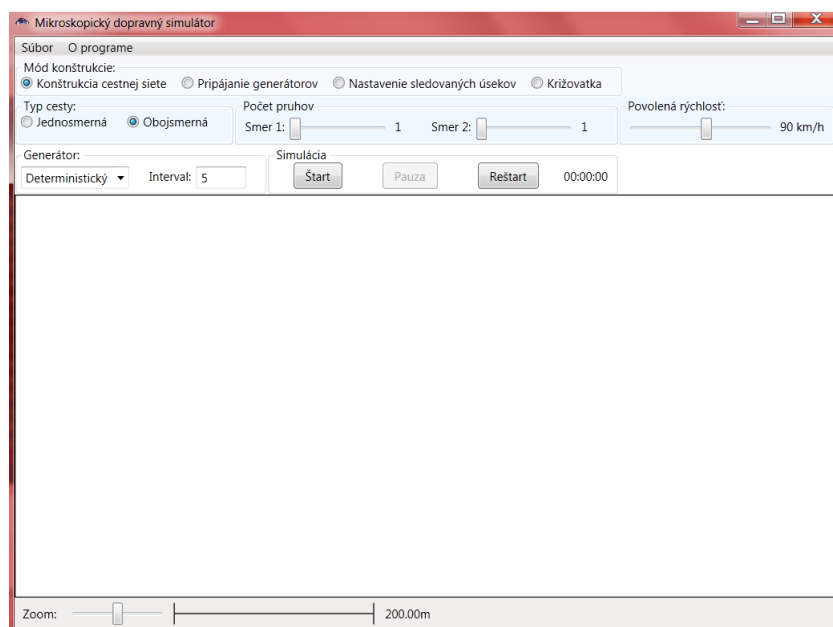 Mikroskopický dopravný simulátor
Súbor O programe
Mód konštrukcie:
Konštrukcia cestnej siete Pripájanie generátorov Nastavenie sledovaných úsekov Križovatka
Typ cesty: Počet pruhov Povolená rýchlosť:
Jednosmerná Obojsmerná Smer 1: 1 Smer 2: 1 90 km/h
Generátor: Simulácia
Deterministický Interval: 5 Štart Pauza Reštart 00:00:00
Zoom: 200.00m